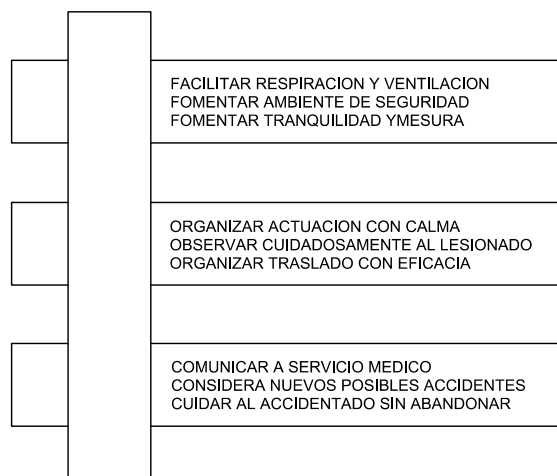 FACILITAR RESPIRACION Y VENTILACION
FOMENTAR AMBIENTE DE SEGURIDAD
FOMENTAR TRANQUILIDAD YMESURA
ORGANIZAR ACTUACION CON CALMA
OBSERVAR CUIDADOSAMENTE AL LESIONADO
ORGANIZAR TRASLADO CON EFICACIA
COMUNICAR A SERVICIO MEDICO
CONSIDERA NUEVOS POSIBLES ACCIDENTES
CUIDAR AL ACCIDENTADO SIN ABANDONAR